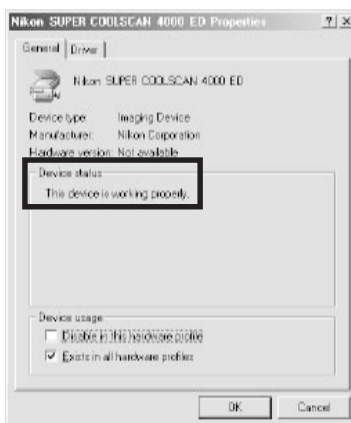 Nikon SUPER COOLSCAN 4000 ED Properties
General Driver
Nikon SUPER COOLSCAN 4000 ED
Device type: Imaging Device
Manufacturer: Nikon Corporation
Hardware version: Not available
Device status
This device is working properly.
Device usage
Disable in this hardware profile
Exists in all hardware profiles
OK Cancel